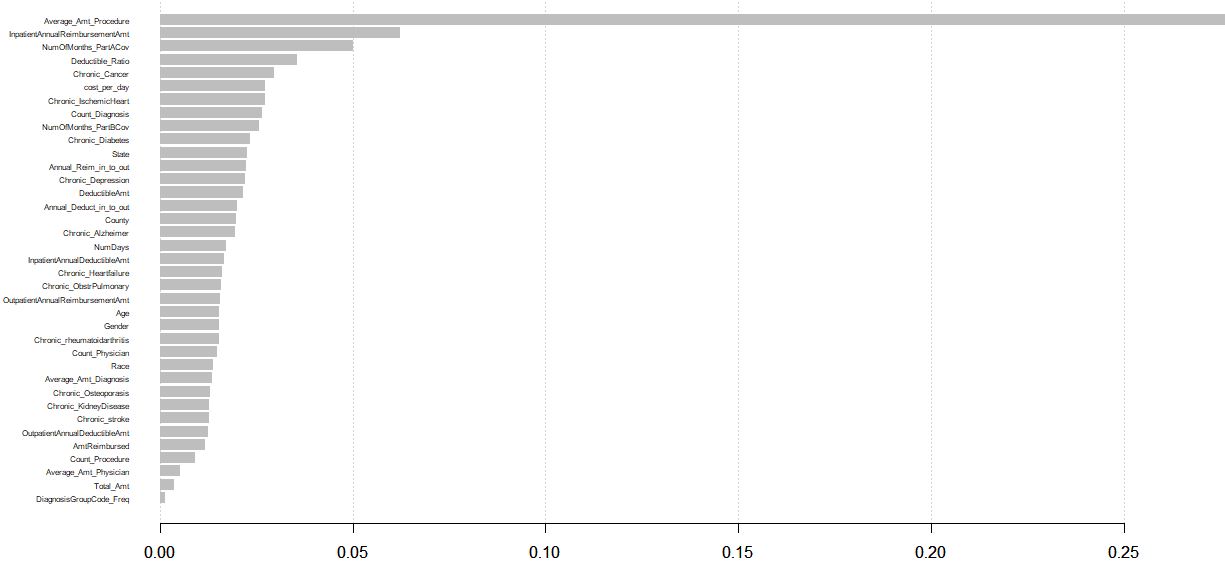 Average_Amt_Procedure
InpatientAnnualReimbursementAmt
NumOfMonths_PartACov
Deductible_Ratio
Chronic_Cancer
cost_per_day
Chronic_IschemicHeart
Count_Diagnosis
NumOfMonths_PartBCov
Chronic_Diabetes
State
Annual_Reim_in_to_out
Chronic_Depression
DeductibleAmt
Annual_Deduct_in_to_out
County
Chronic_Alzheimer
NumDays
InpatientAnnualDeductibleAmt
Chronic_Heartfailure
Chronic_ObstrPulmonary
OutpatientAnnualReimbursementAmt
Age
Gender
Chronic_rheumatoidarthritis
Count_Physician
Race
Average_Amt_Diagnosis
Chronic_Osteoporasis
Chronic_KidneyDisease
Chronic_stroke
OutpatientAnnualDeductibleAmt
AmtReimbursed
Count_Procedure
Average_Amt_Physician
Total_Amt
DiagnosisGroupCode_Freq
0.00 0.05 0.10 0.15 0.20 0.25